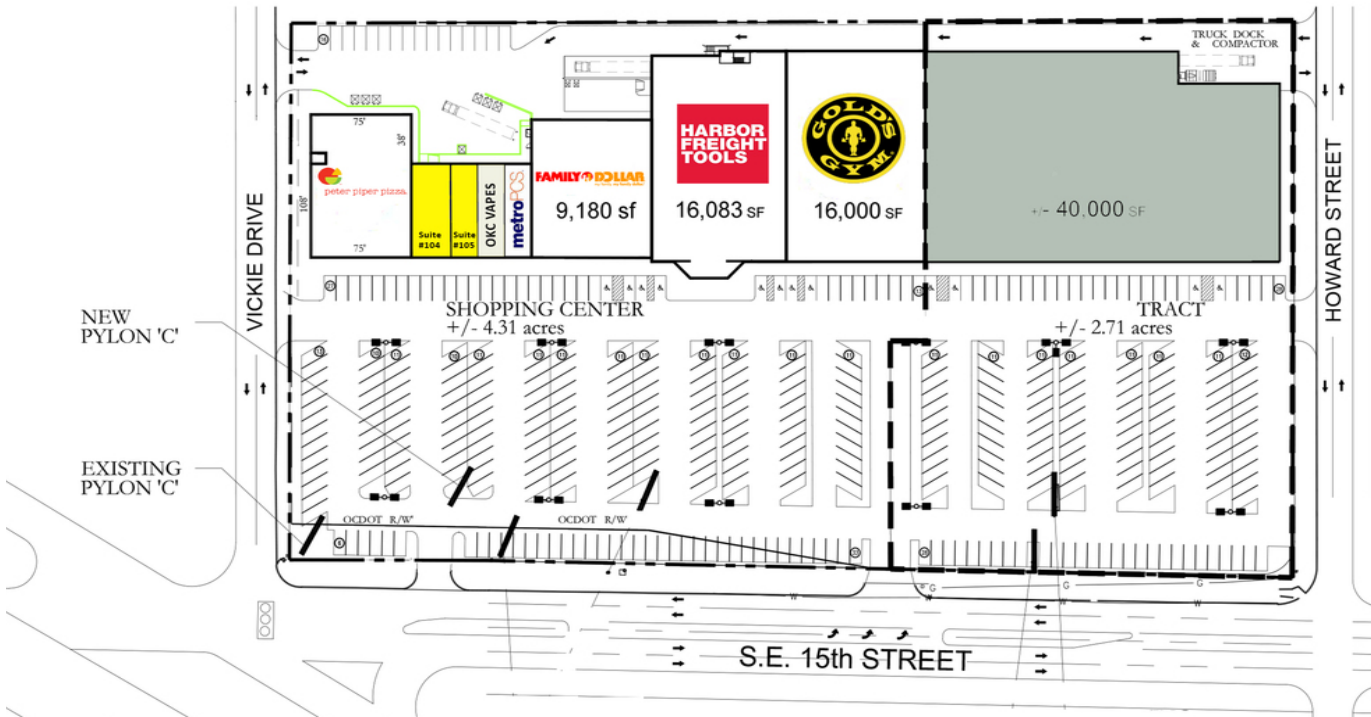 TRUCK DOCK
& COMPACTOR
75'
38'
108'
75'
peter piper pizza.
Suite
#104
Suite
#105
OKC VAPES
metroPCS.
FAMILY DOLLAR
9,180 sf
HARBOR
FREIGHT
TOOLS
16,083 SF
GOLD'S
GYM
16,000 SF
+/- 40,000 SF
VICKIE DRIVE
HOWARD STREET
SHOPPING CENTER
+/- 4.31 acres
TRACT
+/- 2.71 acres
NEW
PYLON 'C'
EXISTING
PYLON 'C'
OCDOT R/W
OCDOT R/W
G
G
G
W
W
W
S.E. 15th STREET